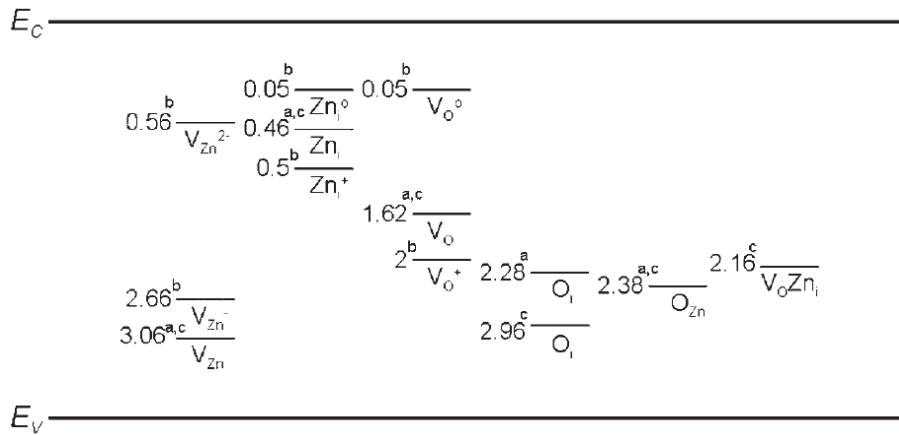 E_C
0.05^b Zn_i^o
0.05^b V_O^o
0.56^b V_Zn^2-
0.46^a,c Zn_i
0.5^b Zn_i^+
1.62^a,c V_O
2^b V_O^+
2.28^a O_i
2.38^a,c O_Zn
2.16^c V_OZn_i
2.66^b V_Zn^-
3.06^a,c V_Zn
2.96^c O_i
E_V